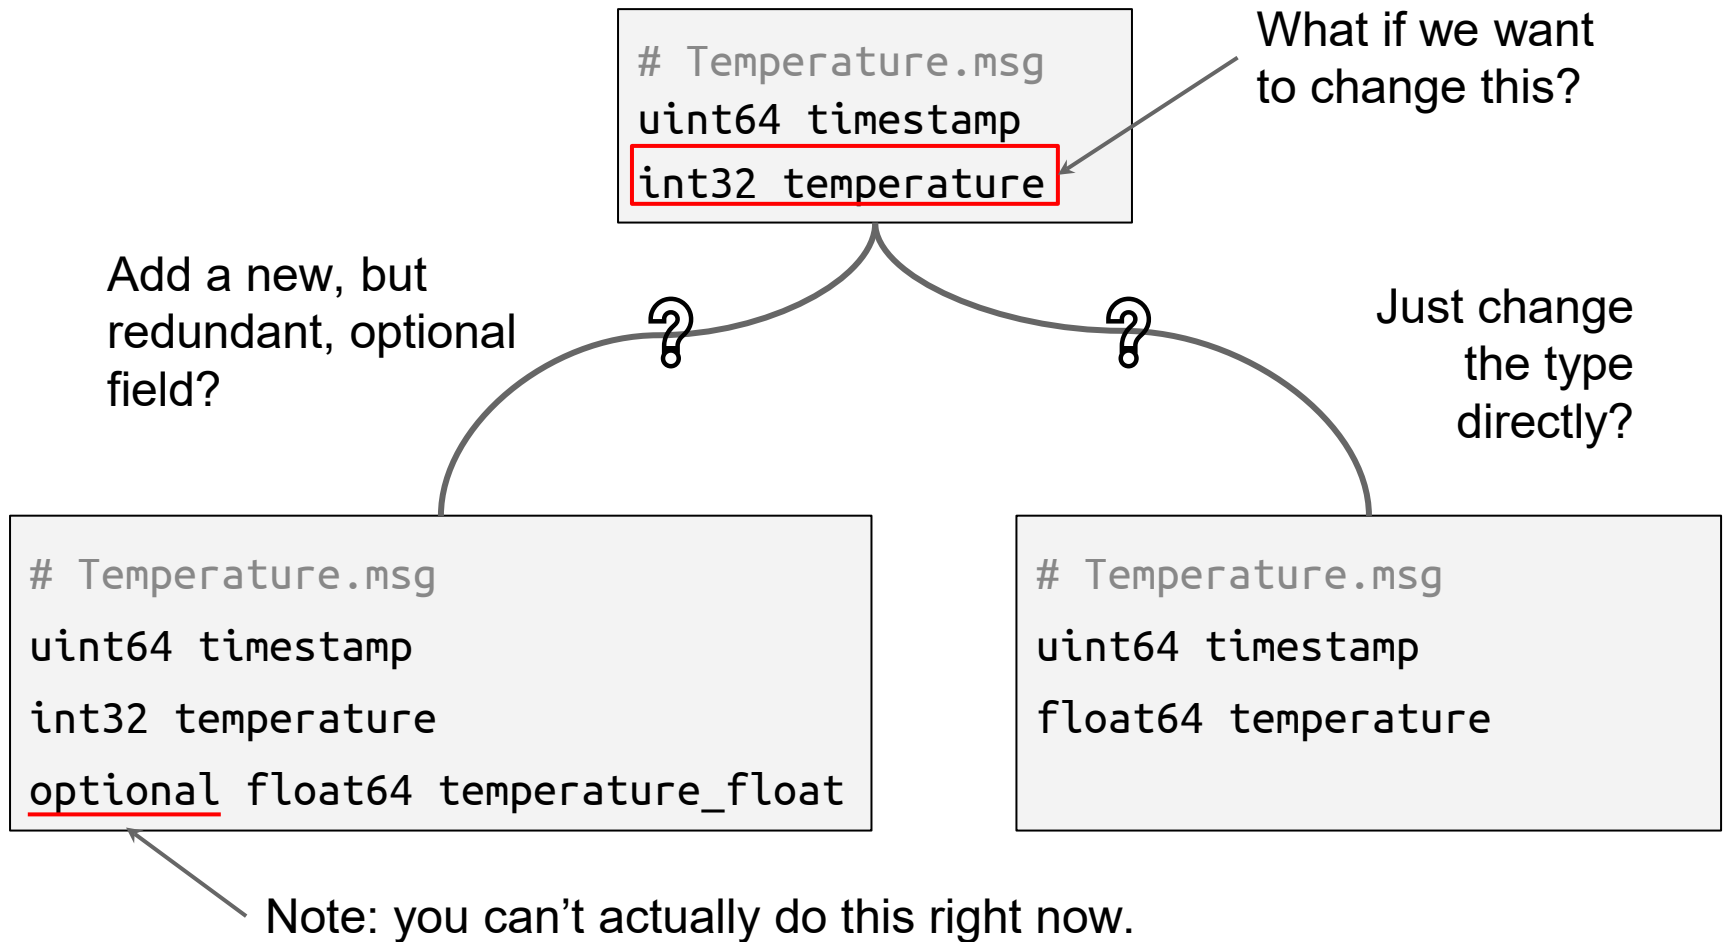 # Temperature.msg
uint64 timestamp
int32 temperature
What if we want
to change this?
Add a new, but
redundant, optional
field?
?
?
Just change
the type
directly?
# Temperature.msg
uint64 timestamp
int32 temperature
optional float64 temperature_float
# Temperature.msg
uint64 timestamp
float64 temperature
Note: you can’t actually do this right now.